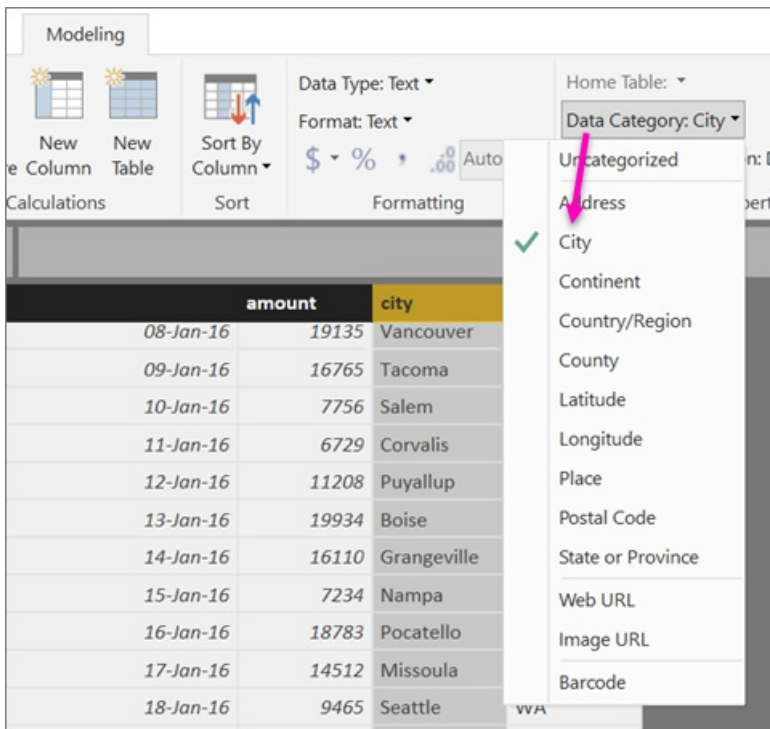 Modeling
New Column
New Table
Sort By Column
Data Type: Text
Format: Text
$ % , .00 Auto
Home Table:
Data Category: City
Calculations
Sort
Formatting
Uncategorized
Address
City
Continent
Country/Region
County
Latitude
Longitude
Place
Postal Code
State or Province
Web URL
Image URL
Barcode
amount city
08-Jan-16 19135 Vancouver
09-Jan-16 16765 Tacoma
10-Jan-16 7756 Salem
11-Jan-16 6729 Corvalis
12-Jan-16 11208 Puyallup
13-Jan-16 19934 Boise
14-Jan-16 16110 Grangeville
15-Jan-16 7234 Nampa
16-Jan-16 18783 Pocatello
17-Jan-16 14512 Missoula
18-Jan-16 9465 Seattle WA